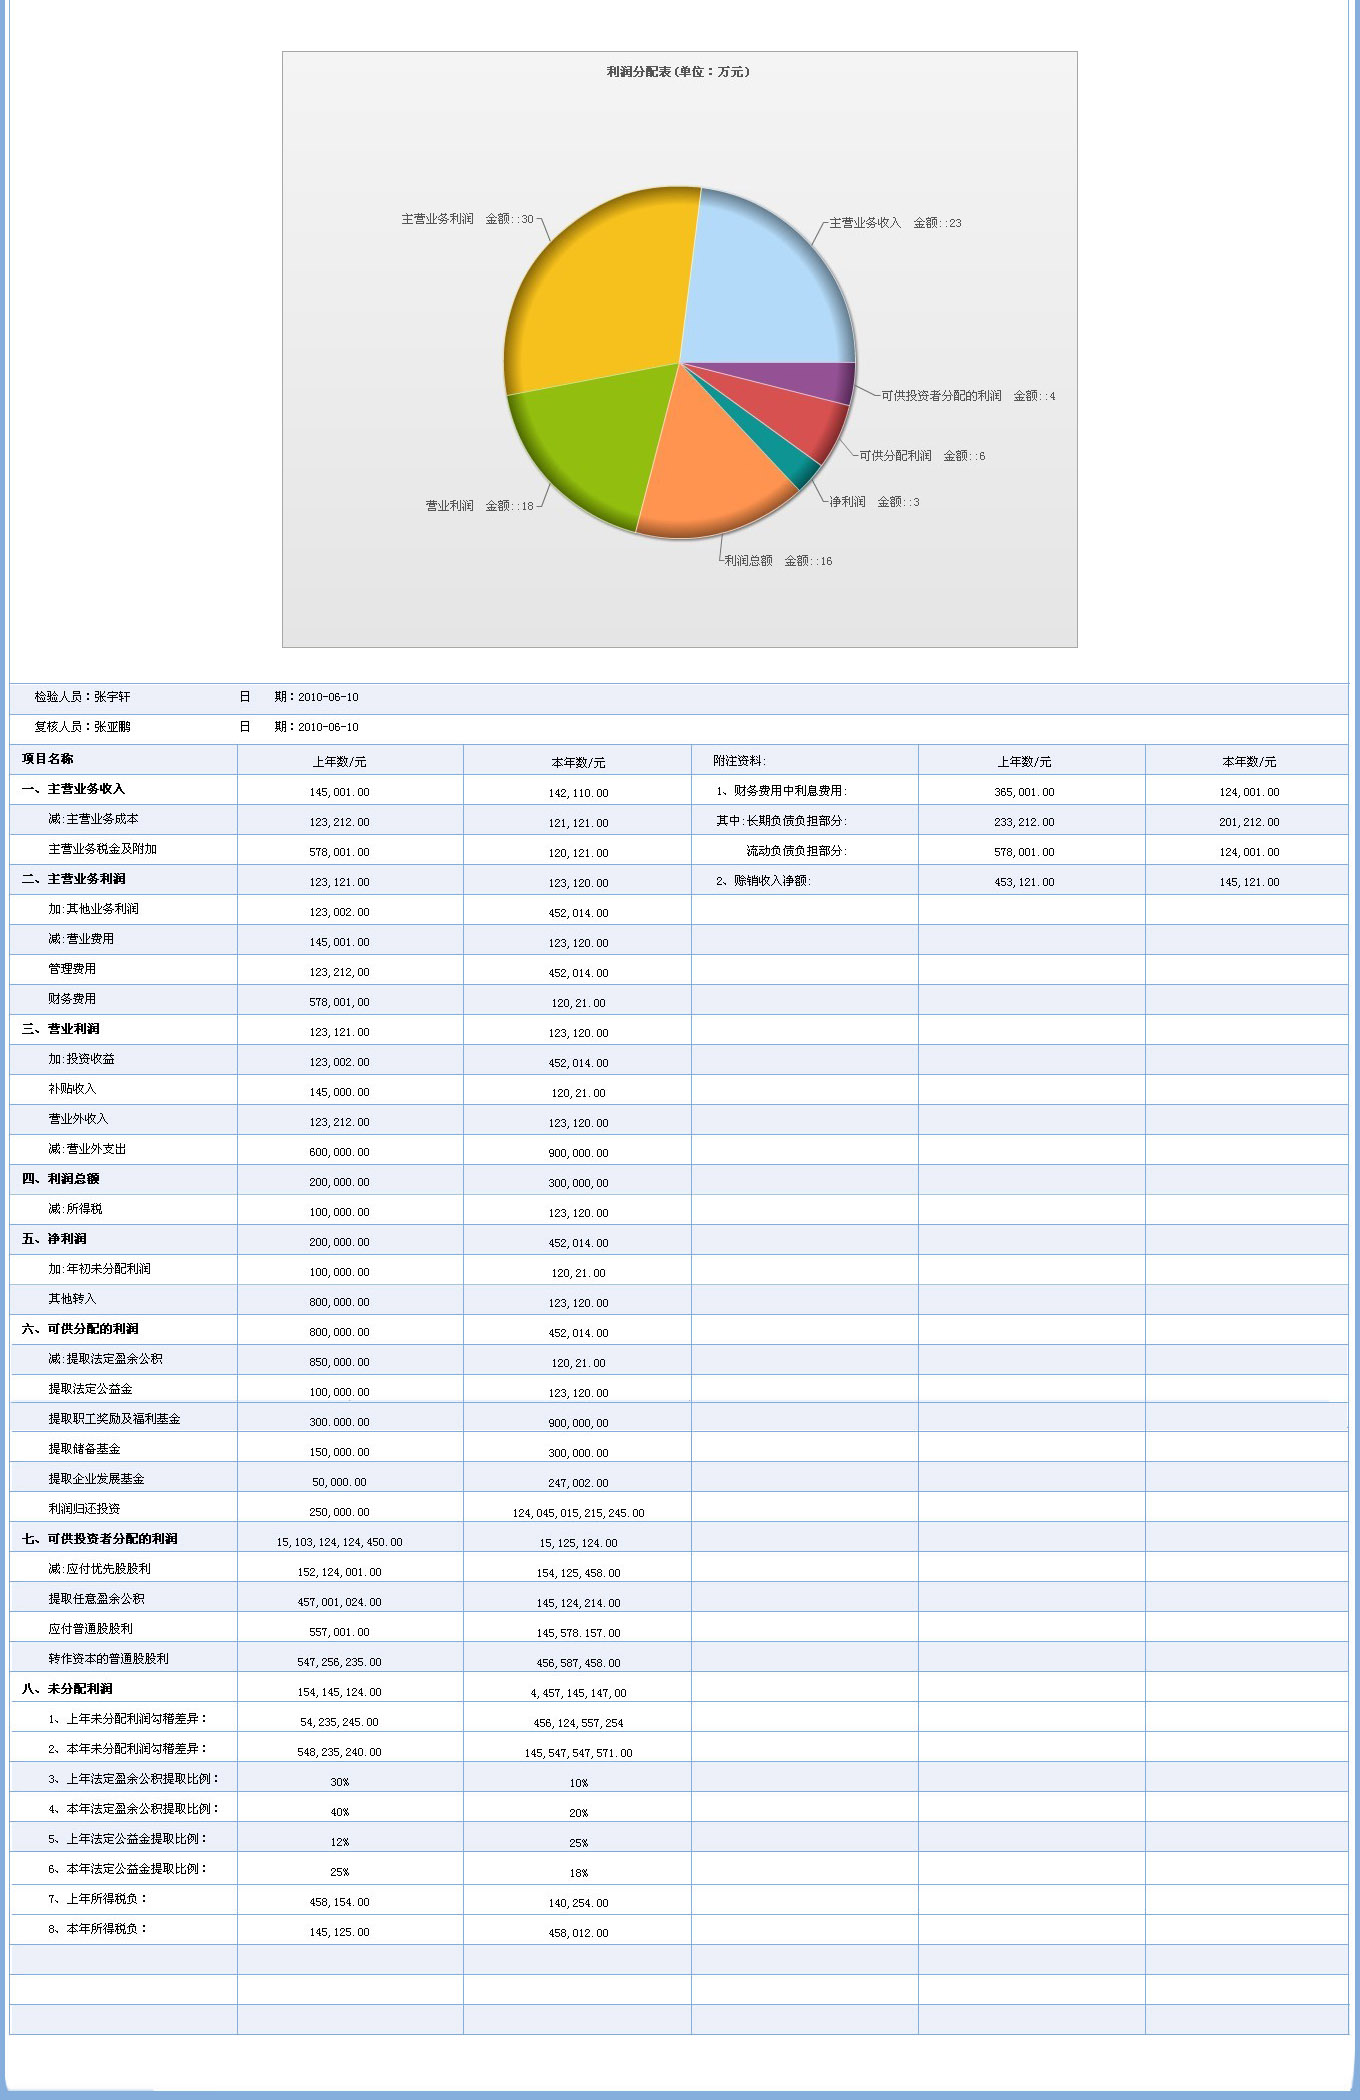 利润分配表(单位：万元)
主营业务利润 金额::30
主营业务收入 金额::23
可供投资者分配的利润 金额::4
可供分配利润 金额::6
净利润 金额::3
营业利润 金额::18
利润总额 金额::16
检验人员：张宇轩 日 期：2010-06-10
复核人员：张亚鹏 日 期：2010-06-10
项目名称 上年数/元 本年数/元 附注资料: 上年数/元 本年数/元
一、主营业务收入 145,001.00 142,110.00 1、财务费用中利息费用: 365,001.00 124,001.00
减:主营业务成本 123,212.00 121,121.00 其中:长期负债负担部分: 233,212.00 201,212.00
主营业务税金及附加 578,001.00 120,121.00 流动负债负担部分: 578,001.00 124,001.00
二、主营业务利润 123,121.00 123,120.00 2、赊销收入净额: 453,121.00 145,121.00
加:其他业务利润 123,002.00 452,014.00
减:营业费用 145,001.00 123,120.00
管理费用 123,212,00 452,014.00
财务费用 578,001,00 120,21.00
三、营业利润 123,121.00 123,120.00
加:投资收益 123,002.00 452,014.00
补贴收入 145,000.00 120,21.00
营业外收入 123,212.00 123,120.00
减:营业外支出 600,000.00 900,000.00
四、利润总额 200,000.00 300,000,00
减:所得税 100,000.00 123,120.00
五、净利润 200,000.00 452,014.00
加:年初未分配利润 100,000.00 120,21.00
其他转入 800,000.00 123,120.00
六、可供分配的利润 800,000.00 452,014.00
减:提取法定盈余公积 850,000.00 120,21.00
提取法定公益金 100,000.00 123,120.00
提取职工奖励及福利基金 300.000.00 900,000,00
提取储备基金 150,000.00 300,000.00
提取企业发展基金 50,000.00 247,002.00
利润归还投资 250,000.00 124,045,015,215,245.00
七、可供投资者分配的利润 15,103,124,124,450.00 15,125,124.00
减:应付优先股股利 152,124,001.00 154,125,458.00
提取任意盈余公积 457,001,024.00 145,124,214.00
应付普通股股利 557,001.00 145,578.157.00
转作资本的普通股股利 547,256,235.00 456,587,458.00
八、未分配利润 154,145,124.00 4,457,145,147,00
1、上年未分配利润勾稽差异： 54,235,245.00 456,124,557,254
2、本年未分配利润勾稽差异： 548,235,240.00 145,547,547,571.00
3、上年法定盈余公积提取比例： 30% 10%
4、本年法定盈余公积提取比例： 40% 20%
5、上年法定公益金提取比例： 12% 25%
6、本年法定公益金提取比例： 25% 18%
7、上年所得税负： 458,154.00 140,254.00
8、本年所得税负： 145,125.00 458,012.00